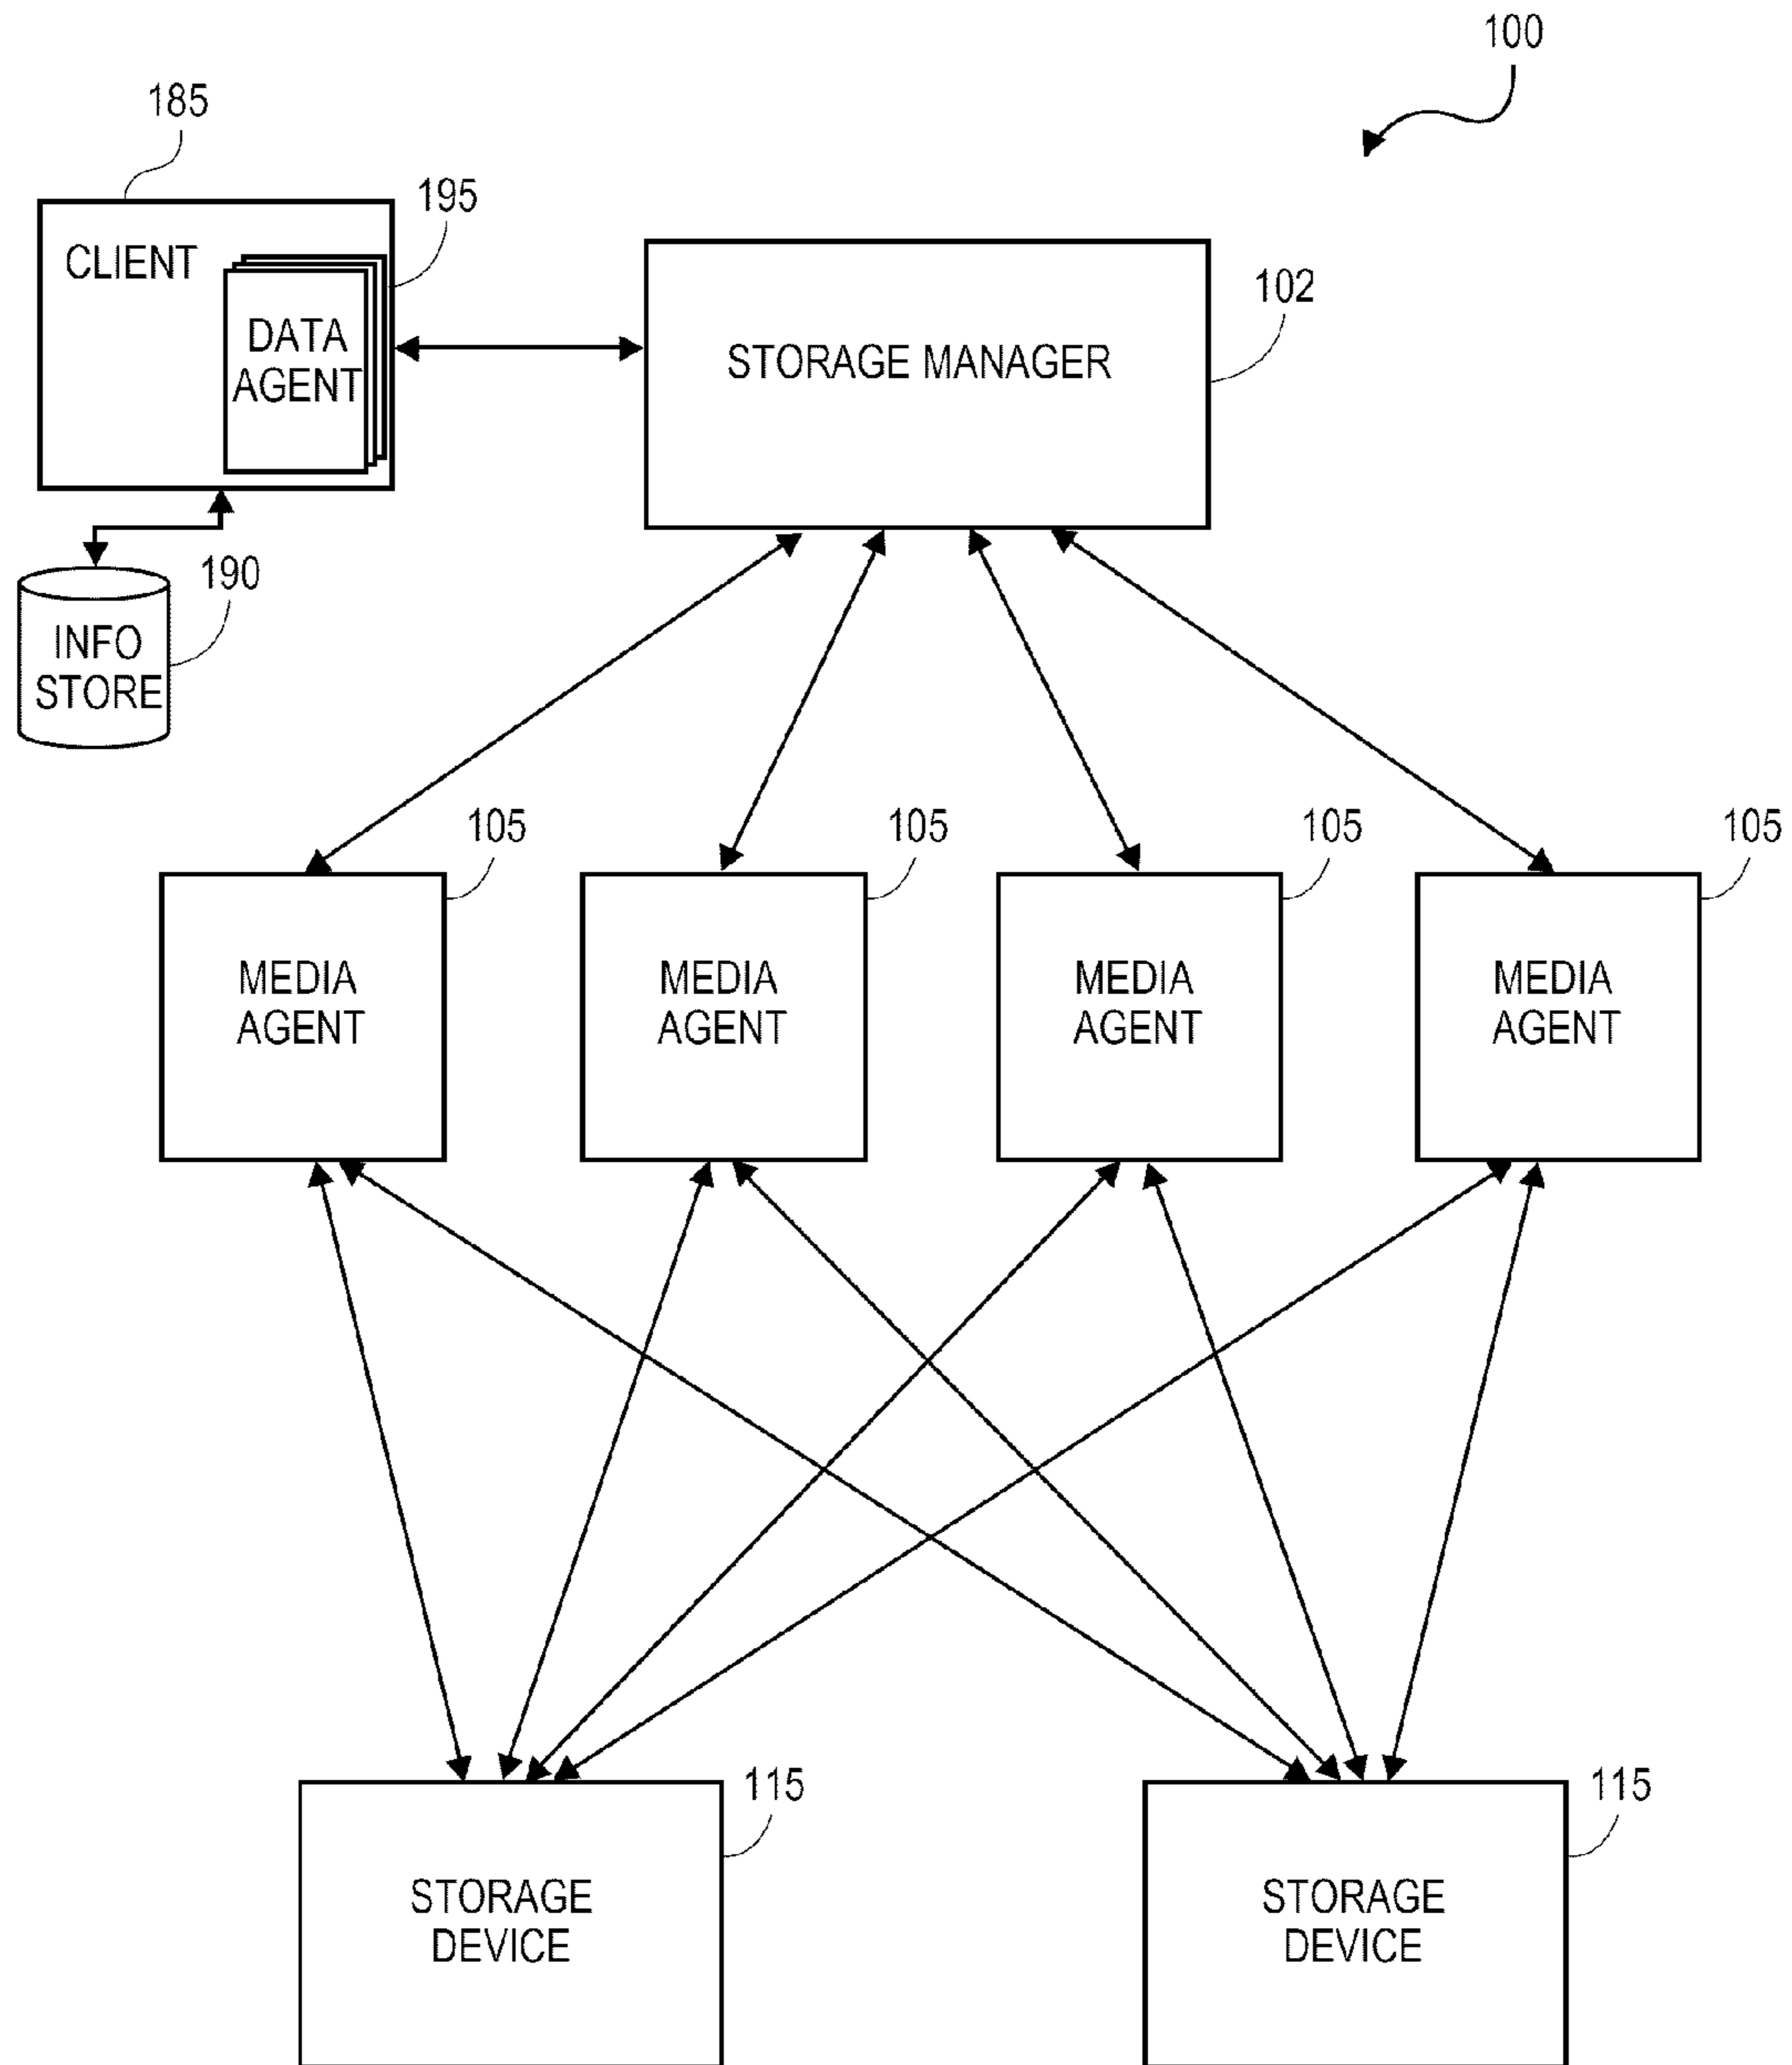 100
185
195
CLIENT
DATA
AGENT
102
STORAGE MANAGER
190
INFO
STORE
105
105
105
105
MEDIA
AGENT
MEDIA
AGENT
MEDIA
AGENT
MEDIA
AGENT
115
115
STORAGE
DEVICE
STORAGE
DEVICE